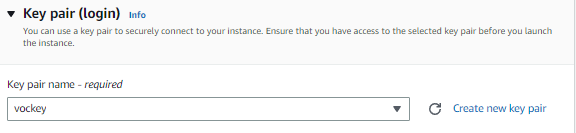 Key pair (login) Info
You can use a key pair to securely connect to your instance. Ensure that you have access to the selected key pair before you launch
the instance.
Key pair name - required
vockey
Create new key pair